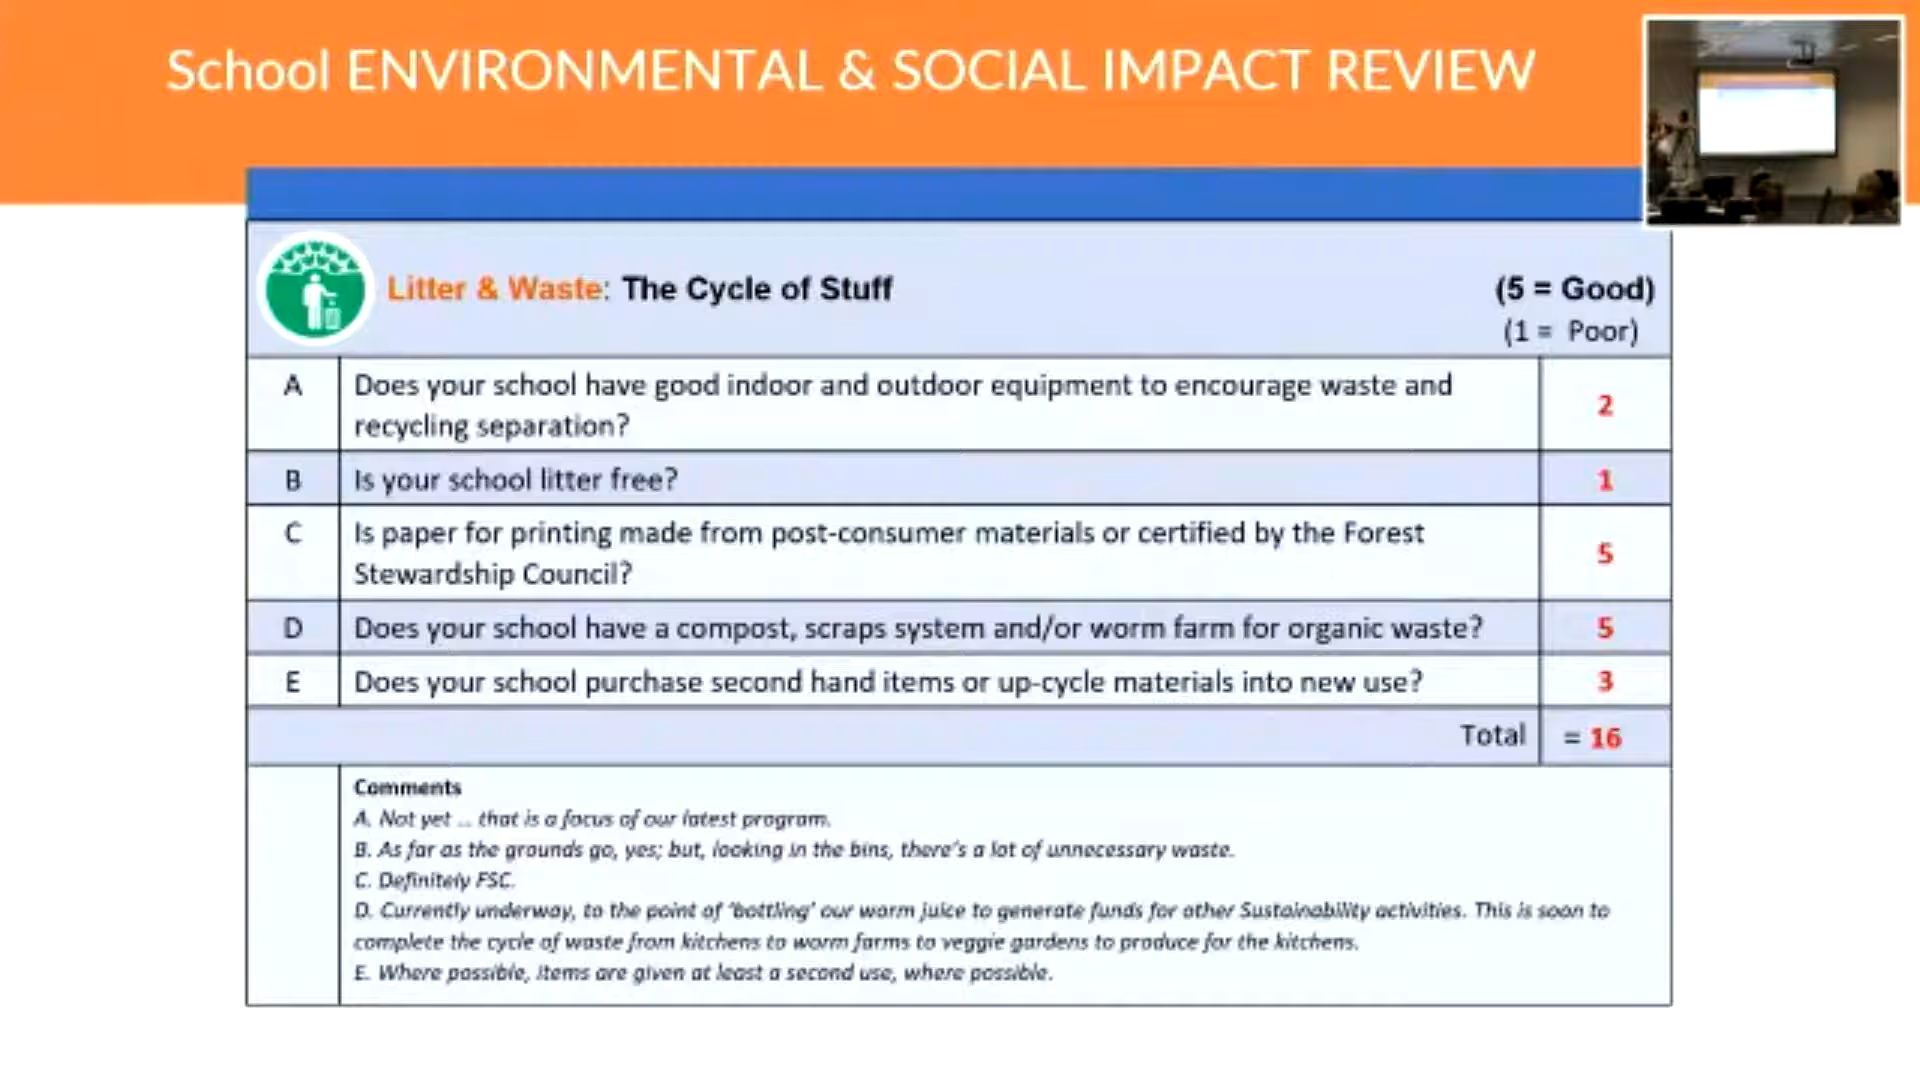 School ENVIRONMENTAL & SOCIAL IMPACT REVIEW
Litter & Waste: The Cycle of Stuff
(5 = Good)
(1 = Poor)
A
Does your school have good indoor and outdoor equipment to encourage waste and
recycling separation?
2
B
Is your school litter free?
1
C
Is paper for printing made from post-consumer materials or certified by the Forest
Stewardship Council?
5
D
Does your school have a compost, scraps system and/or worm farm for organic waste?
5
E
Does your school purchase second hand items or up-cycle materials into new use?
3
Total
= 16
Comments
A. Not yet ... that is a focus of our latest program.
B. As far as the grounds go, yes; but, looking in the bins, there's a lot of unnecessary waste.
C. Definitely FSC.
D. Currently underway, to the point of 'bottling' our worm juice to generate funds for other Sustainability activities. This is soon to
complete the cycle of waste from kitchens to worm farms to veggie gardens to produce for the kitchens.
E. Where possible, items are given at least a second use, where possible.